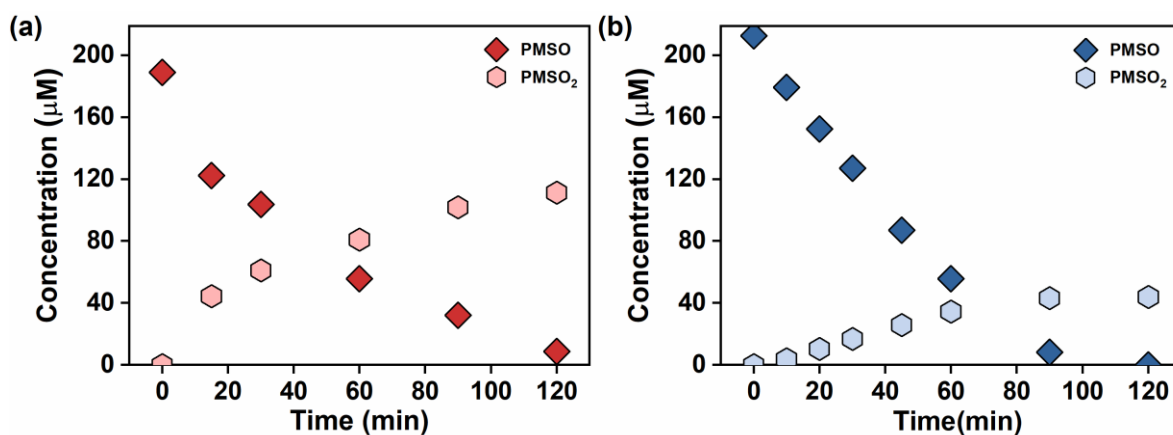 (a)
PMSO
PMSO₂
Concentration (μM)
200
160
120
80
40
0
0 20 40 60 80 100 120
Time (min)
(b)
PMSO
PMSO₂
Concentration (μM)
200
160
120
80
40
0
0 20 40 60 80 100 120
Time(min)